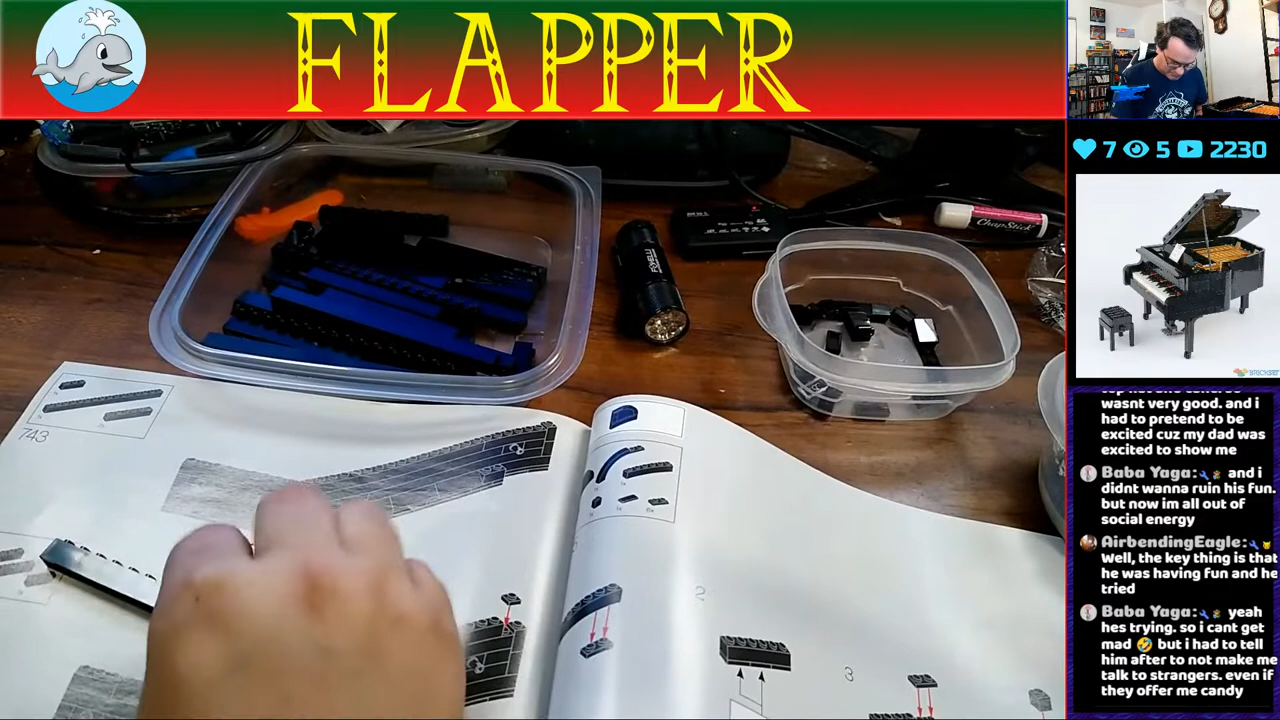 FLAPPER
7 5 2230
ChapStick
743
2
3
BRICKSET
wasnt very good. and i
had to pretend to be
excited cuz my dad was
excited to show me
Baba Yaga: and i
didnt wanna ruin his fun.
but now im all out of
social energy
AirbendingEagle:
Well, the key thing is that
he was having fun and he
tried
Baba Yaga: yeah
hes trying. so i cant get
mad 🤣 but i had to tell
him after to not make me
talk to strangers. even if
they offer me candy